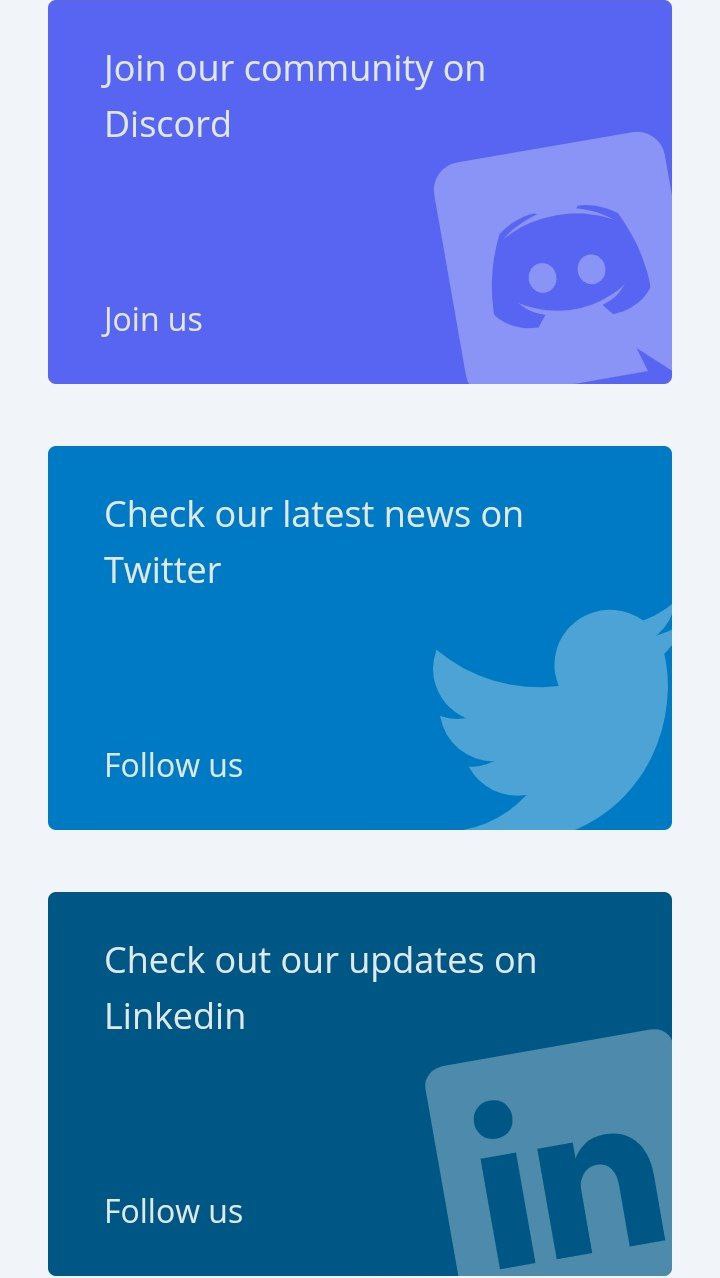 Join our community on
Discord
Join us
Check our latest news on
Twitter
Follow us
Check out our updates on
Linkedin
in
Follow us